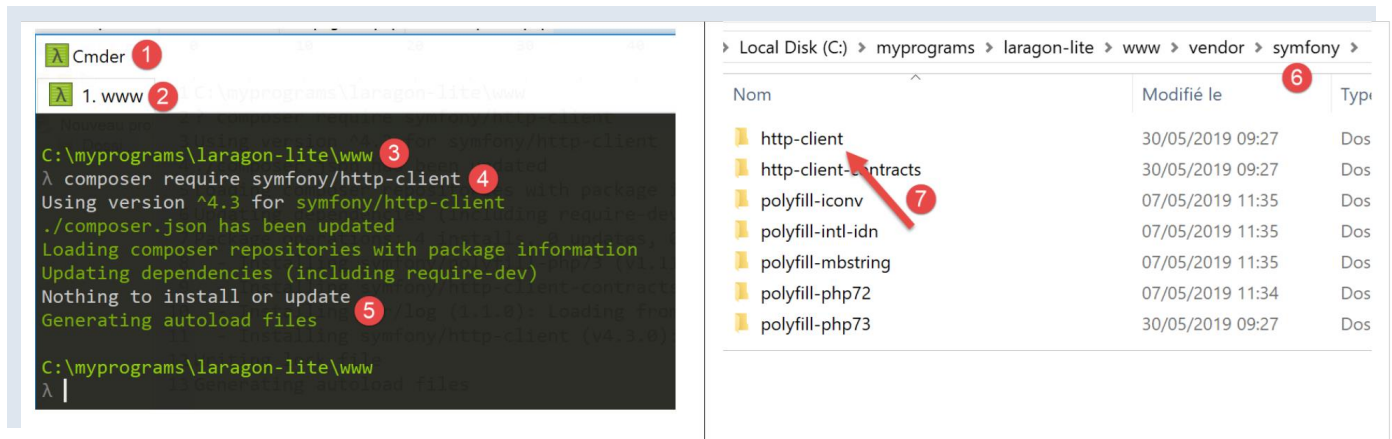 Cmder 1
1. www 2
C:\myprograms\laragon-lite\www 3
λ composer require symfony/http-client 4
Using version ^4.3 for symfony/http-client
./composer.json has been updated
Loading composer repositories with package information
Updating dependencies (including require-dev)
Nothing to install or update
Generating autoload files 5
C:\myprograms\laragon-lite\www
λ
Local Disk (C:) > myprograms > laragon-lite > www > vendor > symfony >
6
Nom Modifié le Type
http-client 30/05/2019 09:27 Dos
http-client-contracts 30/05/2019 09:27 Dos
7
polyfill-iconv 07/05/2019 11:35 Dos
polyfill-intl-idn 07/05/2019 11:35 Dos
polyfill-mbstring 07/05/2019 11:35 Dos
polyfill-php72 07/05/2019 11:34 Dos
polyfill-php73 30/05/2019 09:27 Dos